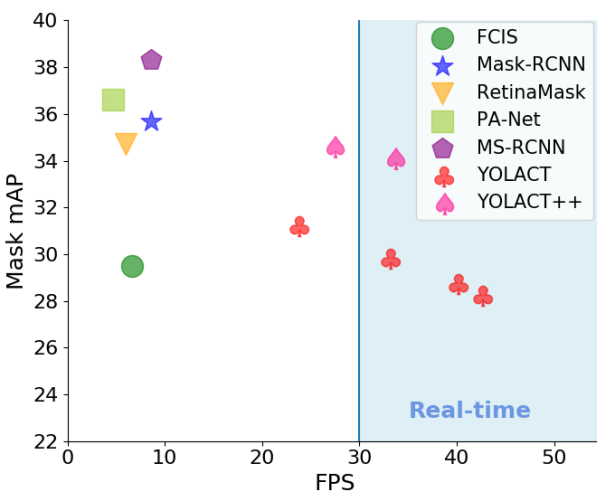 40
38
36
34
32
30
28
26
24
22
Mask mAP
0
10
20
30
40
50
FPS
FCIS
Mask-RCNN
RetinaMask
PA-Net
MS-RCNN
YOLACT
YOLACT++
Real-time